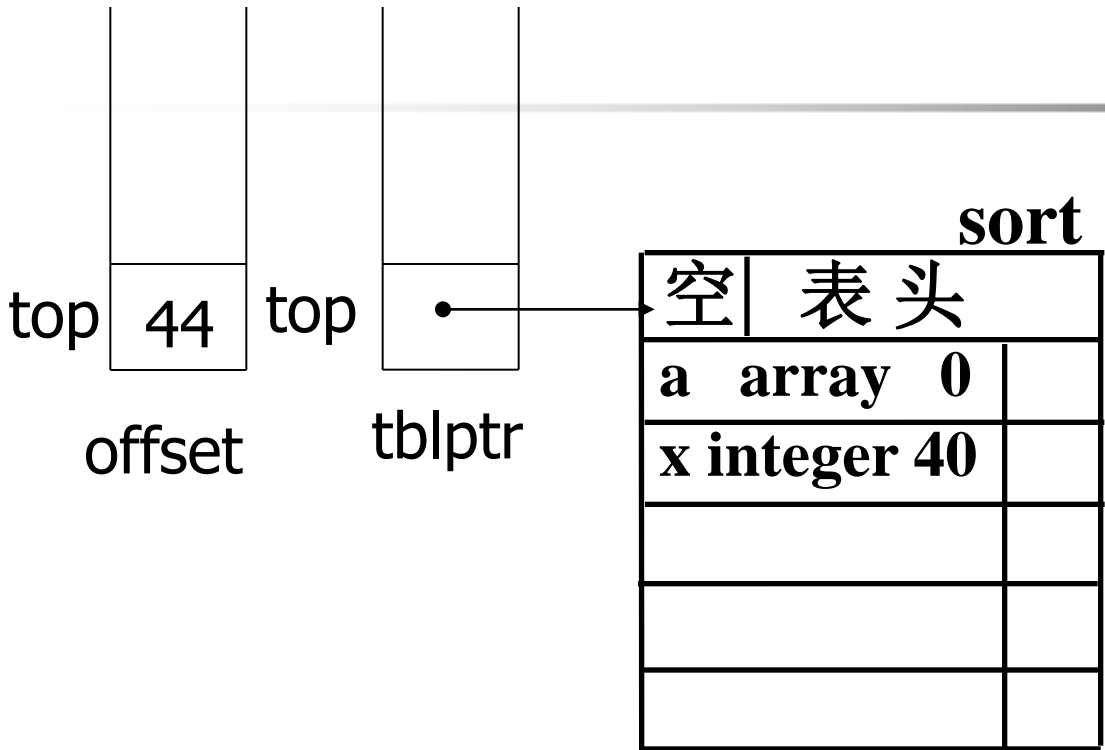 sort
空 表 头
top 44 top
a array 0
offset tblptr
x integer 40